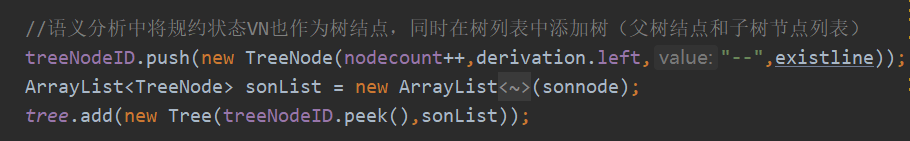 //语义分析中将规约状态VN也作为树结点，同时在树列表中添加树（父树结点和子树节点列表）
treeNodeID.push(new TreeNode(nodecount++,derivation.left, value: "--",existline));
ArrayList<TreeNode> sonList = new ArrayList<~>(sonnode);
tree.add(new Tree(treeNodeID.peek(),sonList));